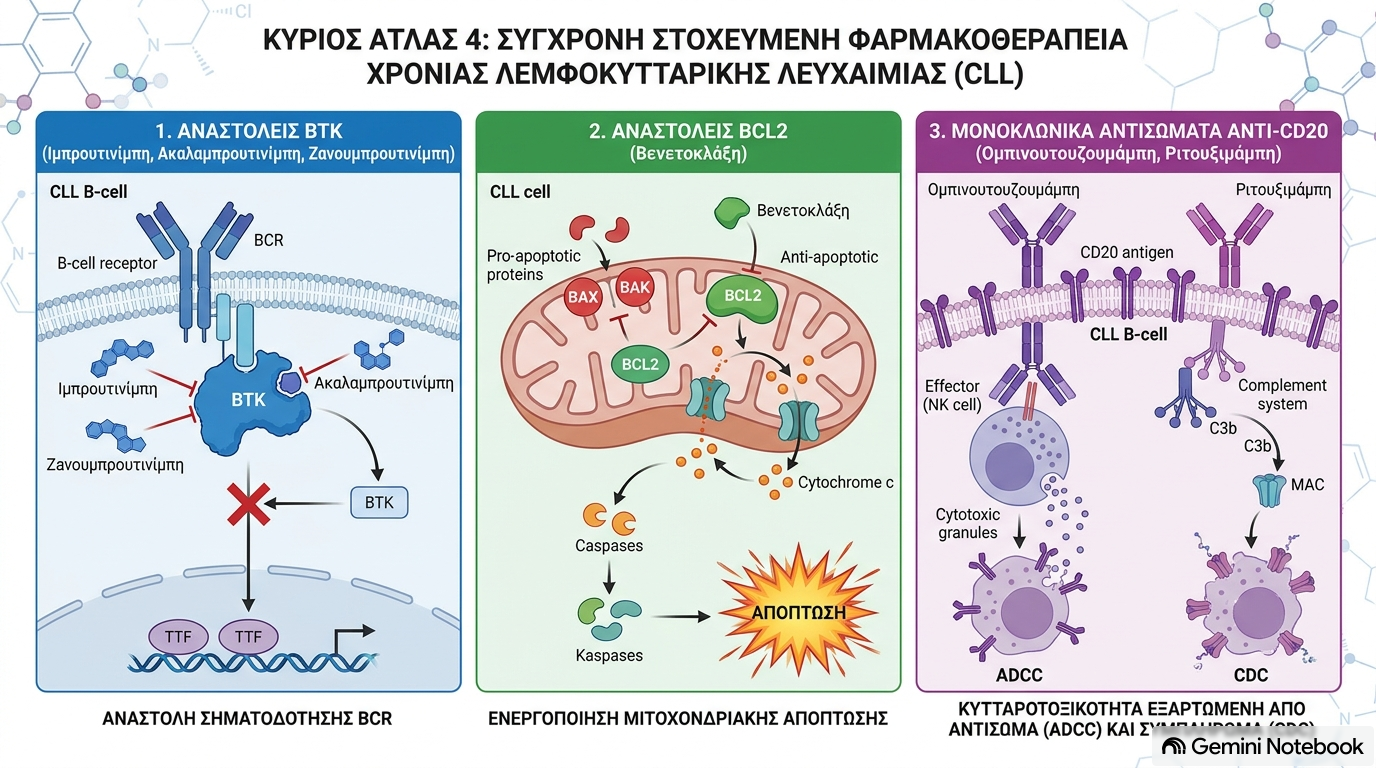 ΚΥΡΙΟΣ ΑΤΛΑΣ 4: ΣΥΓΧΡΟΝΗ ΣΤΟΧΕΥΜΕΝΗ ΦΑΡΜΑΚΟΘΕΡΑΠΕΙΑ
ΧΡΟΝΙΑΣ ΛΕΜΦΟΚΥΤΤΑΡΙΚΗΣ ΛΕΥΧΑΙΜΙΑΣ (CLL)
Cl
N
N
N
1. ΑΝΑΣΤΟΛΕΙΣ BTK
(Ιμπρουτινίμπη, Ακαλαμπρουτινίμπη, Ζανουμπρουτινίμπη)
CLL B-cell
BCR
B-cell receptor
Ιμπρουτινίμπη
Ακαλαμπρουτινίμπη
BTK
Ζανουμπρουτινίμπη
BTK
TTF
TTF
ΑΝΑΣΤΟΛΗ ΣΗΜΑΤΟΔΟΤΗΣΗΣ BCR
2. ΑΝΑΣΤΟΛΕΙΣ BCL2
(Βενετοκλάξη)
CLL cell
Βενετοκλάξη
Pro-apoptotic
proteins
Anti-apoptotic
BAX
BAK
BCL2
BCL2
Cytochrome c
Caspases
Kaspases
ΑΠΟΠΤΩΣΗ
ΕΝΕΡΓΟΠΟΙΗΣΗ ΜΙΤΟΧΟΝΔΡΙΑΚΗΣ ΑΠΟΠΤΩΣΗΣ
3. ΜΟΝΟΚΛΩΝΙΚΑ ΑΝΤΙΣΩΜΑΤΑ ANTI-CD20
(Ομπινουτουζουμάμπη, Ριτουξιμάμπη)
Ομπινουτουζουμάμπη
Ριτουξιμάμπη
CD20 antigen
CLL B-cell
Effector
(NK cell)
Complement
system
C3b
C3b
MAC
Cytotoxic
granules
ADCC
CDC
ΚΥΤΤΑΡΟΤΟΞΙΚΟΤΗΤΑ ΕΞΑΡΤΩΜΕΝΗ ΑΠΟ
ΑΝΤΙΣΩΜΑ (ADCC) ΚΑΙ ΣΥΜΠΛΗΡΩΜΑ (CDC)
Gemini Notebook